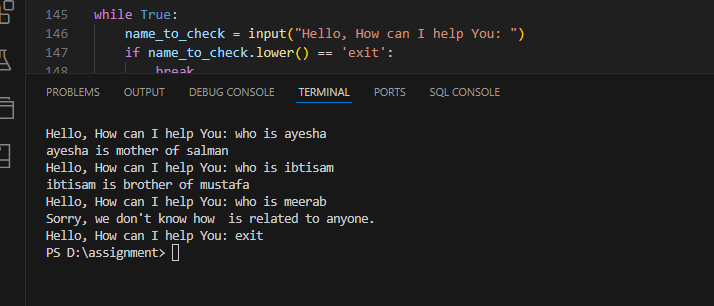 145 while True:
146 name_to_check = input("Hello, How can I help You: ")
147 if name_to_check.lower() == 'exit':
148 break
PROBLEMS OUTPUT DEBUG CONSOLE TERMINAL PORTS SQL CONSOLE
Hello, How can I help You: who is ayesha
ayesha is mother of salman
Hello, How can I help You: who is ibtisam
ibtisam is brother of mustafa
Hello, How can I help You: who is meerab
Sorry, we don't know how  is related to anyone.
Hello, How can I help You: exit
PS D:\assignment>